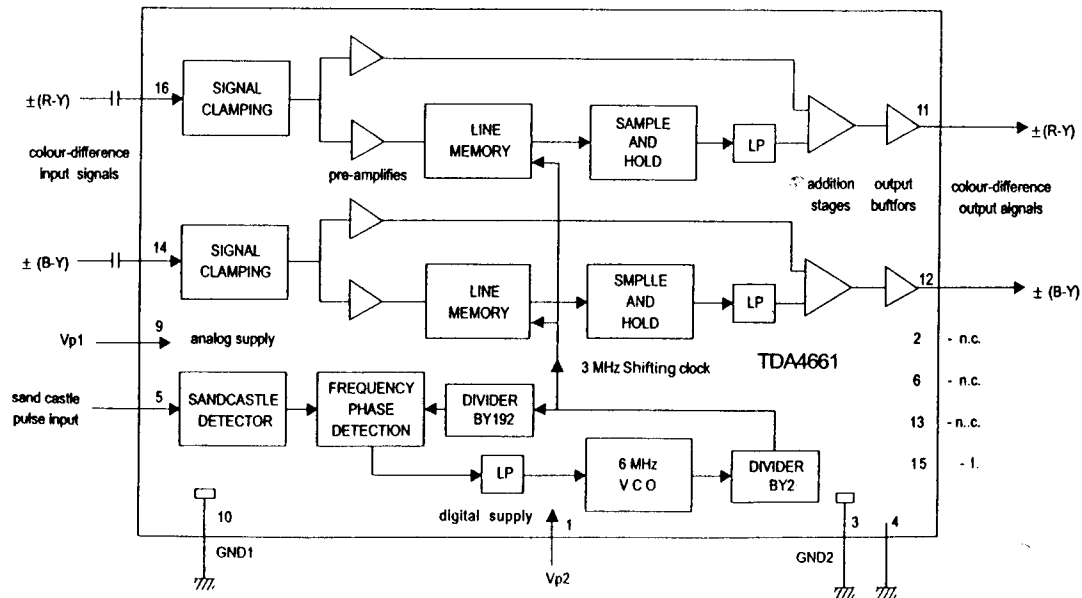 16
SIGNAL
CLAMPING
± (R-Y)
colour-difference
input signals
pre-amplifies
LINE
MEMORY
SAMPLE
AND
HOLD
LP
addition
stages
output
buftfors
11
±(R-Y)
colour-difference
output aignals
14
SIGNAL
CLAMPING
± (B-Y)
LINE
MEMORY
SMPLLE
AND
HOLD
LP
12
± (B-Y)
Vp1
9
analog supply
3 MHz Shifting clock
TDA4661
2 - n.c.
6 - n.c.
13 - n..c.
15 - I.
sand castle
pulse input
5
SANDCASTLE
DETECTOR
FREQUENCY
PHASE
DETECTION
DIVIDER
BY192
LP
6 MHz
V C O
DIVIDER
BY2
digital supply
1
Vp2
10
GND1
3
GND2
4